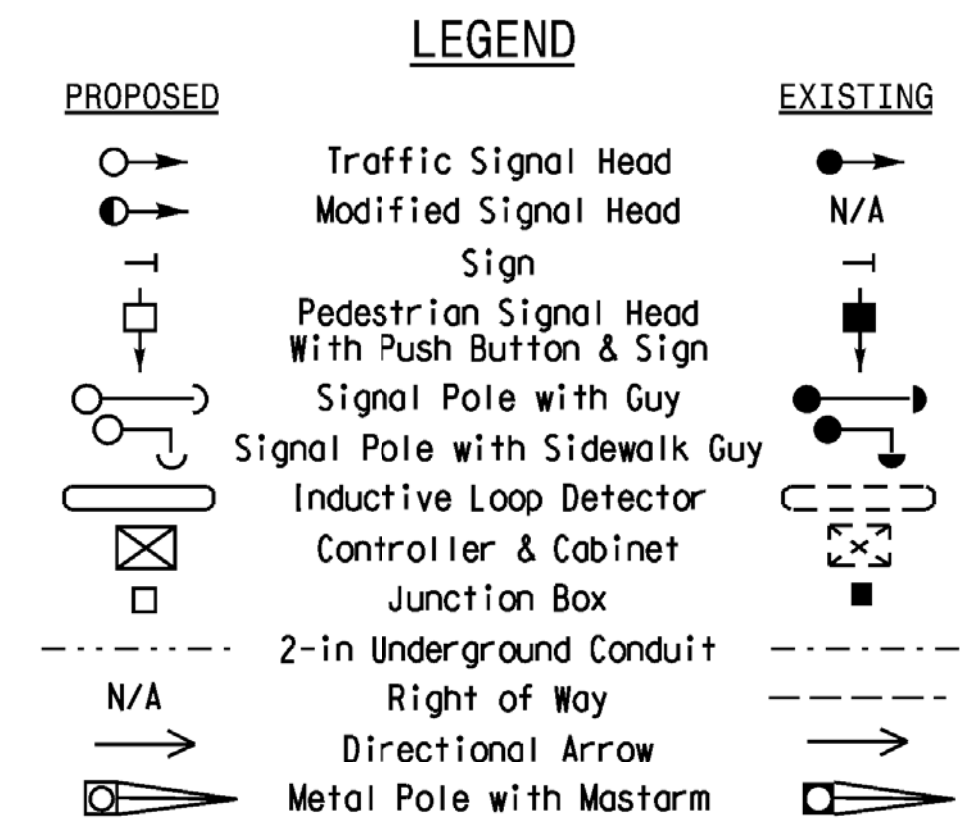 LEGEND
PROPOSED EXISTING
Traffic Signal Head
Modified Signal Head N/A
Sign
Pedestrian Signal Head
With Push Button & Sign
Signal Pole with Guy
Signal Pole with Sidewalk Guy
Inductive Loop Detector
Controller & Cabinet
Junction Box
2-in Underground Conduit
N/A Right of Way
Directional Arrow
Metal Pole with Mastarm